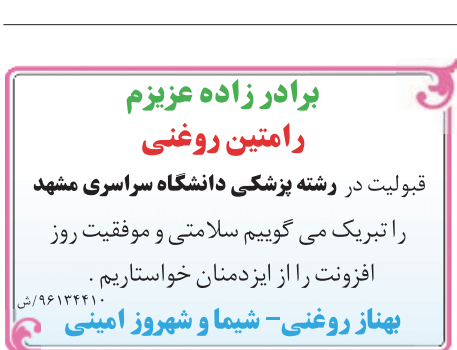 برادر زاده عزیزم
رامتین روغنی
قبولیت در رشته پزشکی دانشگاه سراسری مشهد
را تبریک می گوییم سلامتی و موفقیت روز
افزونت را از ایزدمنان خواستاریم .
۹۶۱۳۴۴۱۰/ش
بهناز روغنی- شیما و شهروز امینی